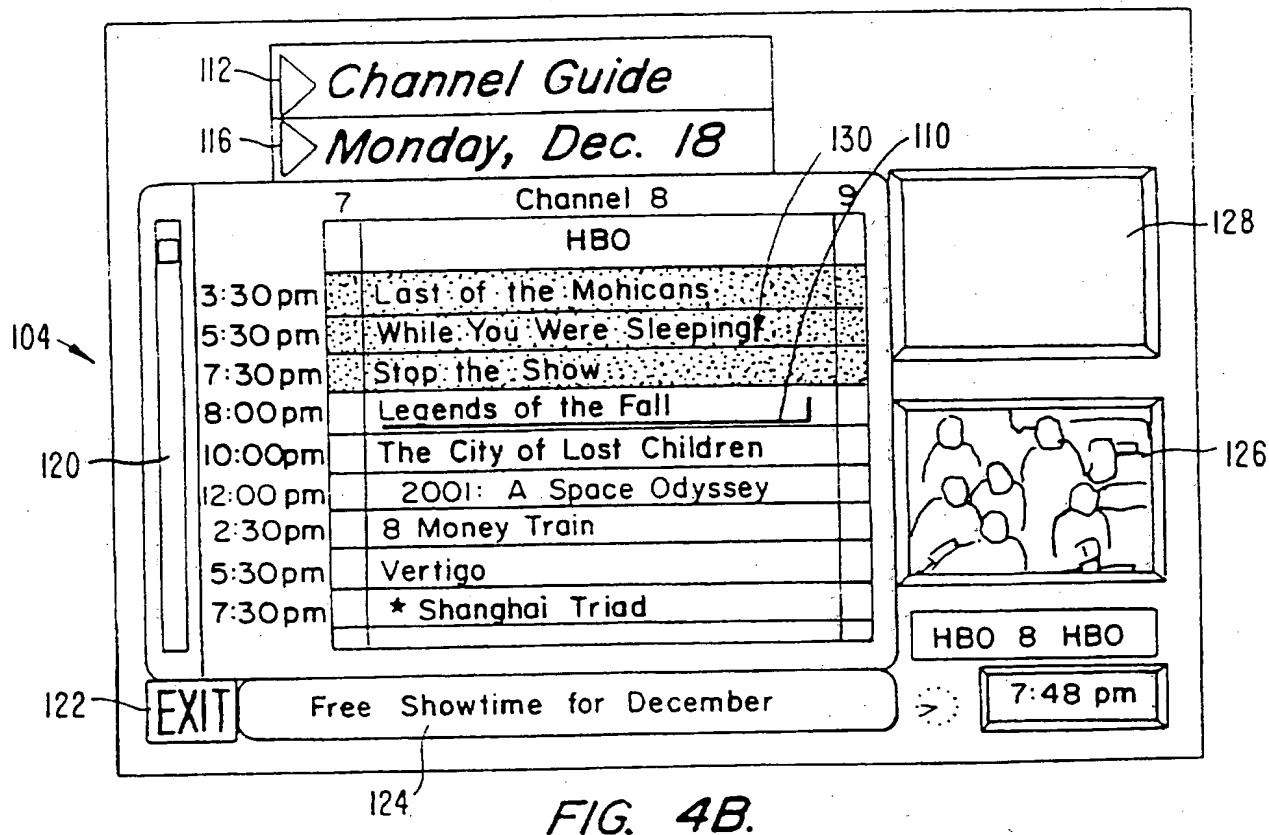 112 Channel Guide
116 Monday, Dec. 18 130 110
7 Channel 8 9
HBO
128
3:30pm Last of the Mohicans
104 5:30pm While You Were Sleeping
7:30pm Stop the Show
8:00pm Legends of the Fall
120 10:00pm The City of Lost Children 126
12:00 pm 2001: A Space Odyssey
2:30pm 8 Money Train
5:30pm Vertigo
7:30pm * Shanghai Triad
HBO 8 HBO
122 EXIT Free Showtime for December 7:48 pm
124
FIG. 4B.